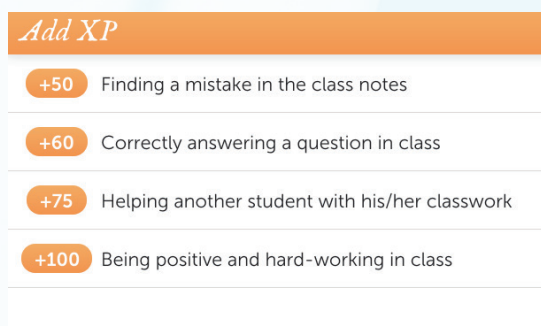 Add XP
+50 Finding a mistake in the class notes
+60 Correctly answering a question in class
+75 Helping another student with his/her classwork
+100 Being positive and hard-working in class